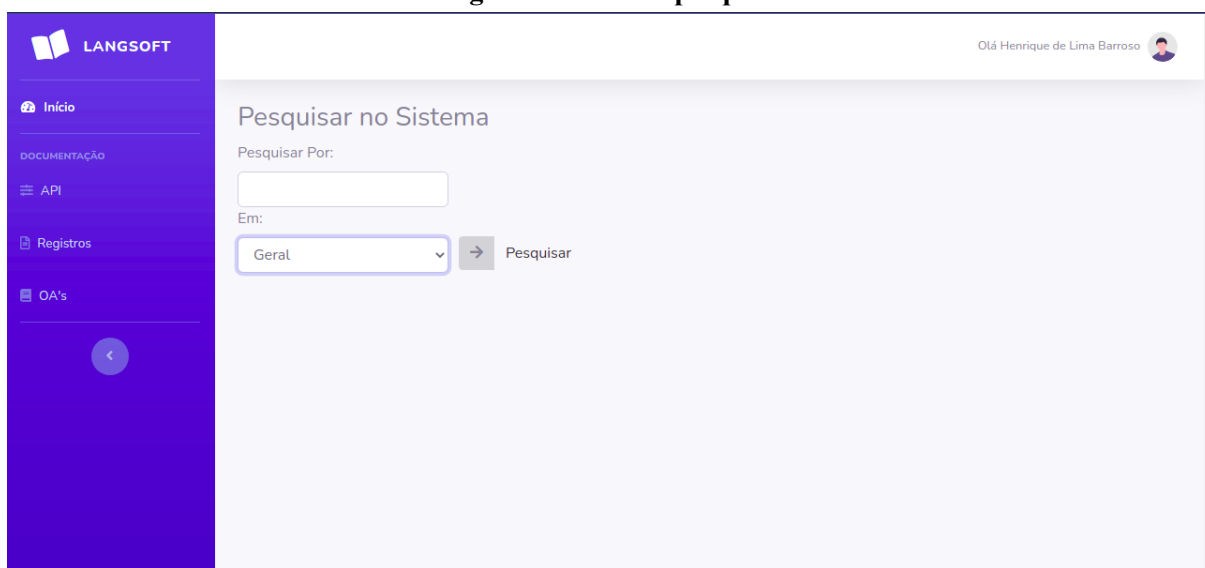 LANGSOFT
Olá Henrique de Lima Barroso
Início
DOCUMENTAÇÃO
API
Registros
OA's
Pesquisar no Sistema
Pesquisar Por:
Em:
Geral
Pesquisar